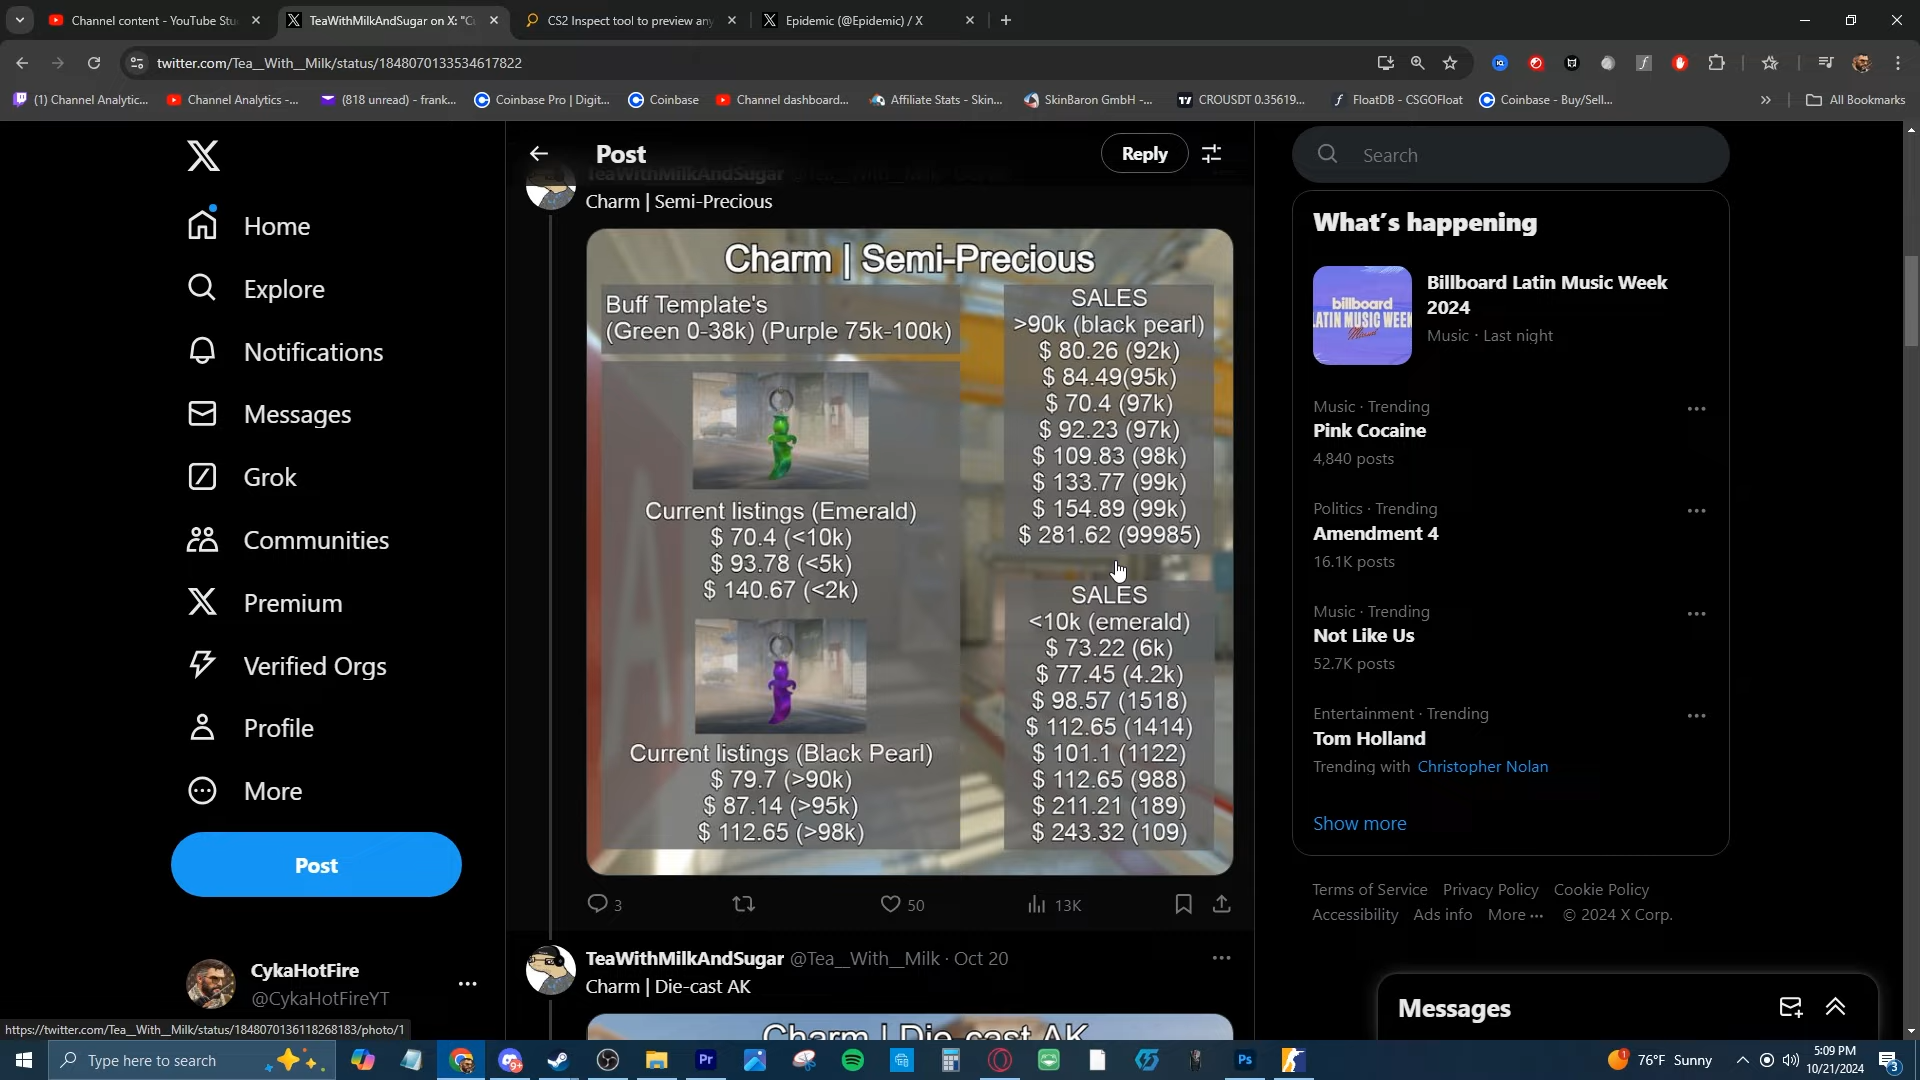 Channel content - YouTube Stu
TeaWithMilkAndSugar on X: "Cu
CS2 Inspect tool to preview any
Epidemic (@Epidemic) / X
twitter.com/Tea__With__Milk/status/1848070133534617822
(1) Channel Analytic...
Channel Analytics -...
(818 unread) - frank...
Coinbase Pro | Digit...
Coinbase
Channel dashboard...
Affiliate Stats - Skin...
SkinBaron GmbH -...
CROUSDT 0.35619...
FloatDB - CSGOFloat
Coinbase - Buy/Sell...
All Bookmarks
Home
Explore
Notifications
Messages
Grok
Communities
Premium
Verified Orgs
Profile
More
Post
CykaHotFire
@CykaHotFireYT
https://twitter.com/Tea__With__Milk/status/1848070136118268183/photo/1
Post
Reply
TeaWithMilkAndSugar
Charm | Semi-Precious
Charm | Semi-Precious
Buff Template's
(Green 0-38k) (Purple 75k-100k)
Current listings (Emerald)
$ 70.4 (<10k)
$ 93.78 (<5k)
$ 140.67 (<2k)
Current listings (Black Pearl)
$ 79.7 (>90k)
$ 87.14 (>95k)
$ 112.65 (>98k)
SALES
>90k (black pearl)
$ 80.26 (92k)
$ 84.49(95k)
$ 70.4 (97k)
$ 92.23 (97k)
$ 109.83 (98k)
$ 133.77 (99k)
$ 154.89 (99k)
$ 281.62 (99985)
SALES
<10k (emerald)
$ 73.22 (6k)
$ 77.45 (4.2k)
$ 98.57 (1518)
$ 112.65 (1414)
$ 101.1 (1122)
$ 112.65 (988)
$ 211.21 (189)
$ 243.32 (109)
3
50
13K
TeaWithMilkAndSugar @Tea__With__Milk · Oct 20
Charm | Die-cast AK
Charm | Die-cast AK
Search
What's happening
billboard
LATIN MUSIC WEEK
Billboard Latin Music Week
2024
Music · Last night
Music · Trending
Pink Cocaine
4,840 posts
Politics · Trending
Amendment 4
16.1K posts
Music · Trending
Not Like Us
52.7K posts
Entertainment · Trending
Tom Holland
Trending with Christopher Nolan
Show more
Terms of Service Privacy Policy Cookie Policy
Accessibility Ads info More ··· © 2024 X Corp.
Messages
Type here to search
76°F Sunny
5:09 PM
10/21/2024
3